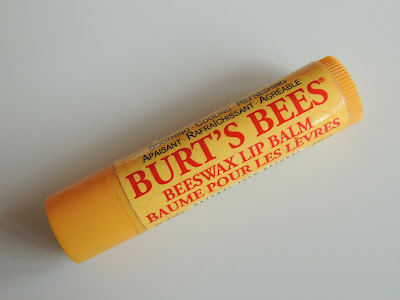 SOOTHING COOLING REFRESHING
APAISANT RAFRAÎCHISSANT AGRÉABLE
BURT'S BEES®
BEESWAX LIP BALM
BAUME POUR LES LÈVRES